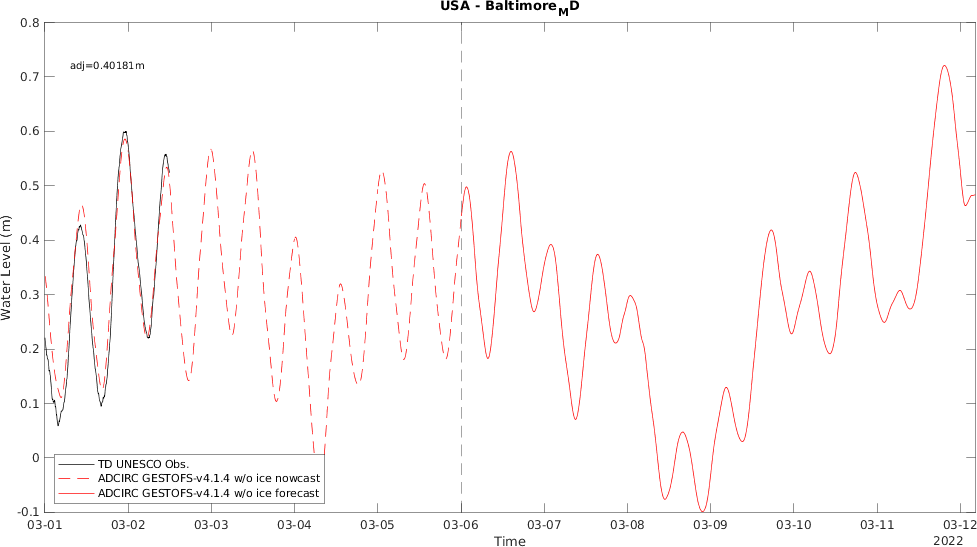 USA - Baltimore_MD
0.8
0.7
0.6
0.5
0.4
0.3
0.2
0.1
0
-0.1
Water Level (m)
adj=0.40181m
TD UNESCO Obs.
ADCIRC GESTOFS-v4.1.4 w/o ice nowcast
ADCIRC GESTOFS-v4.1.4 w/o ice forecast
03-01 03-02 03-03 03-04 03-05 03-06 03-07 03-08 03-09 03-10 03-11 03-12
Time
2022